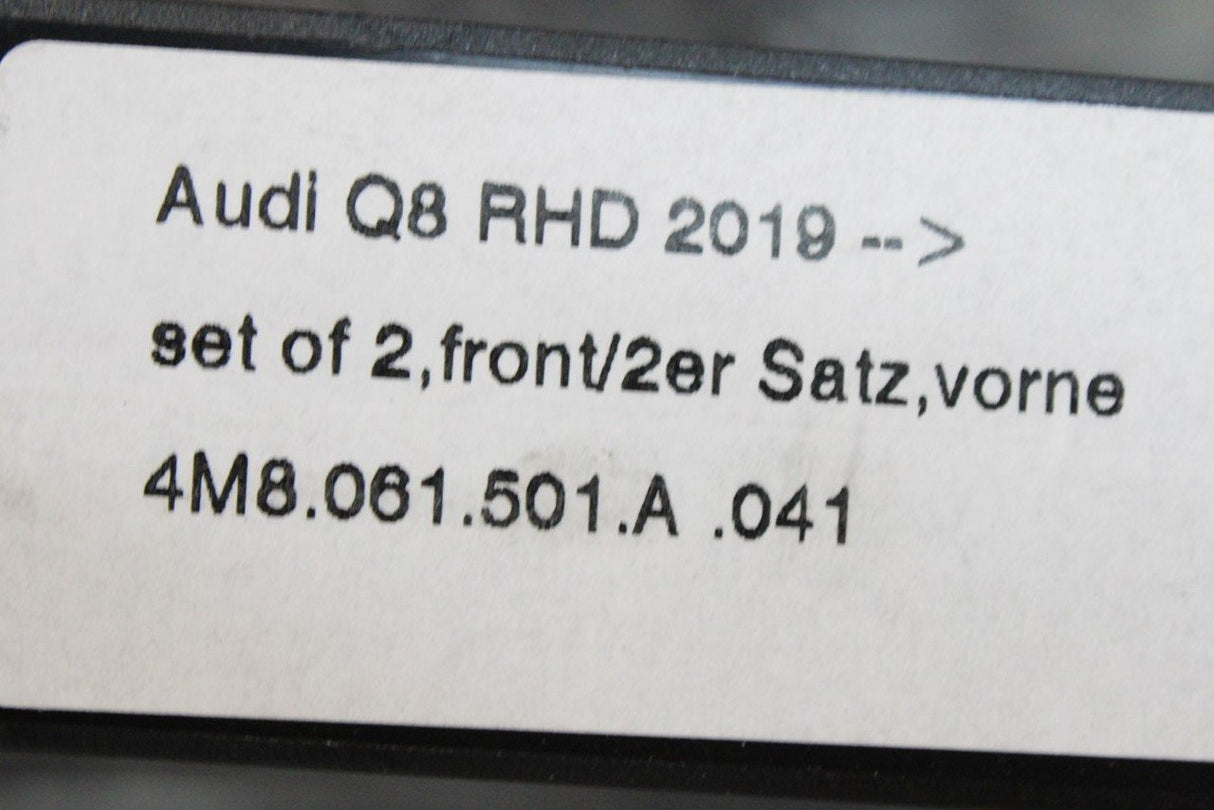 Audi Q8 RHD 2019 -->
set of 2,front/2er Satz,vorne
4M8.061.501.A .041